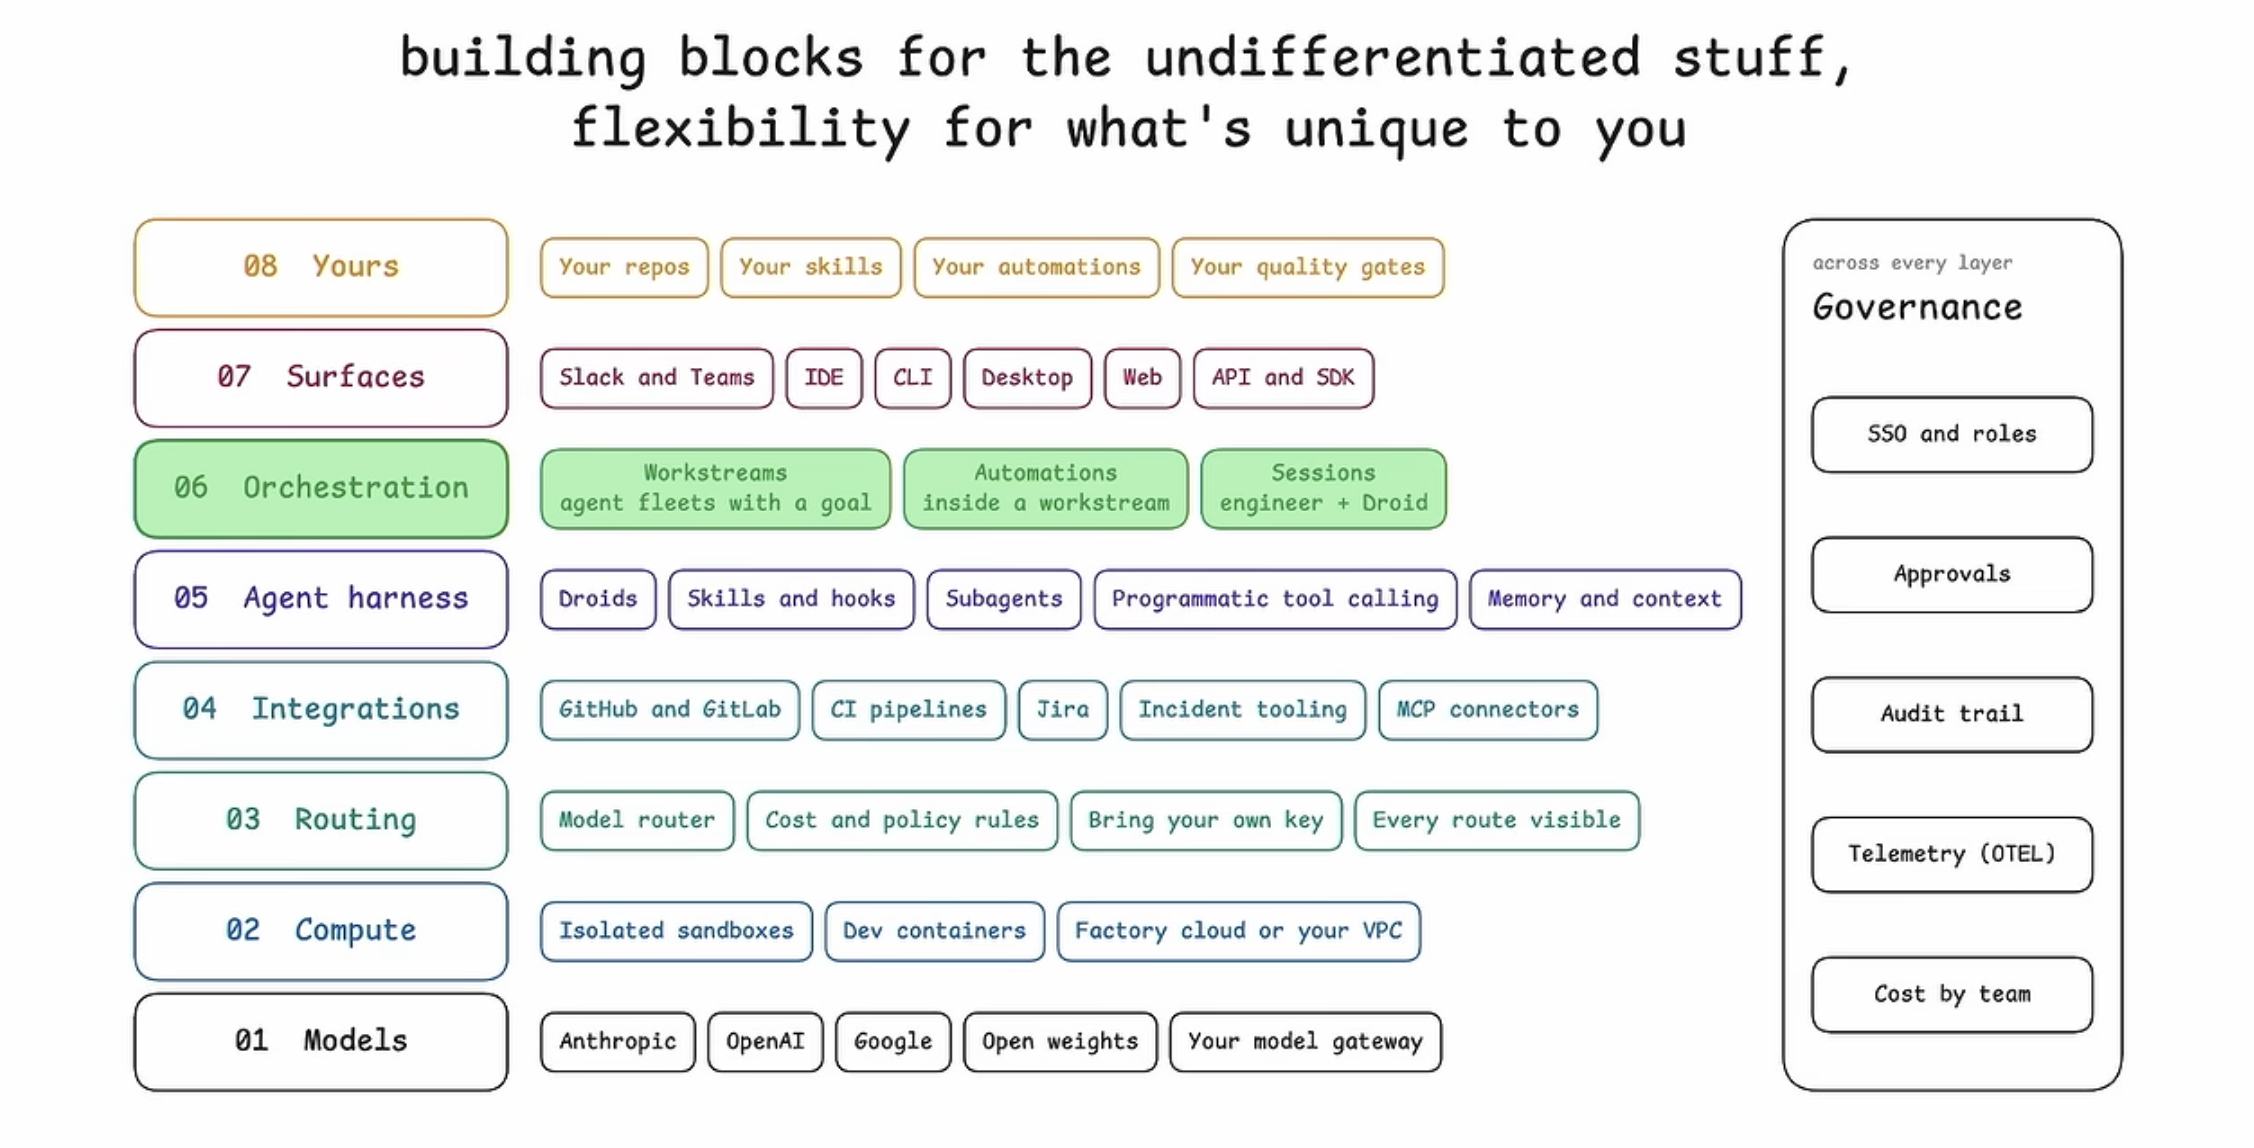 building blocks for the undifferentiated stuff,
flexibility for what's unique to you
08 Yours
Your repos
Your skills
Your automations
Your quality gates
07 Surfaces
Slack and Teams
IDE
CLI
Desktop
Web
API and SDK
06 Orchestration
Workstreams
agent fleets with a goal
Automations
inside a workstream
Sessions
engineer + Droid
05 Agent harness
Droids
Skills and hooks
Subagents
Programmatic tool calling
Memory and context
04 Integrations
GitHub and GitLab
CI pipelines
Jira
Incident tooling
MCP connectors
03 Routing
Model router
Cost and policy rules
Bring your own key
Every route visible
02 Compute
Isolated sandboxes
Dev containers
Factory cloud or your VPC
01 Models
Anthropic
OpenAI
Google
Open weights
Your model gateway
across every layer
Governance
SSO and roles
Approvals
Audit trail
Telemetry (OTEL)
Cost by team